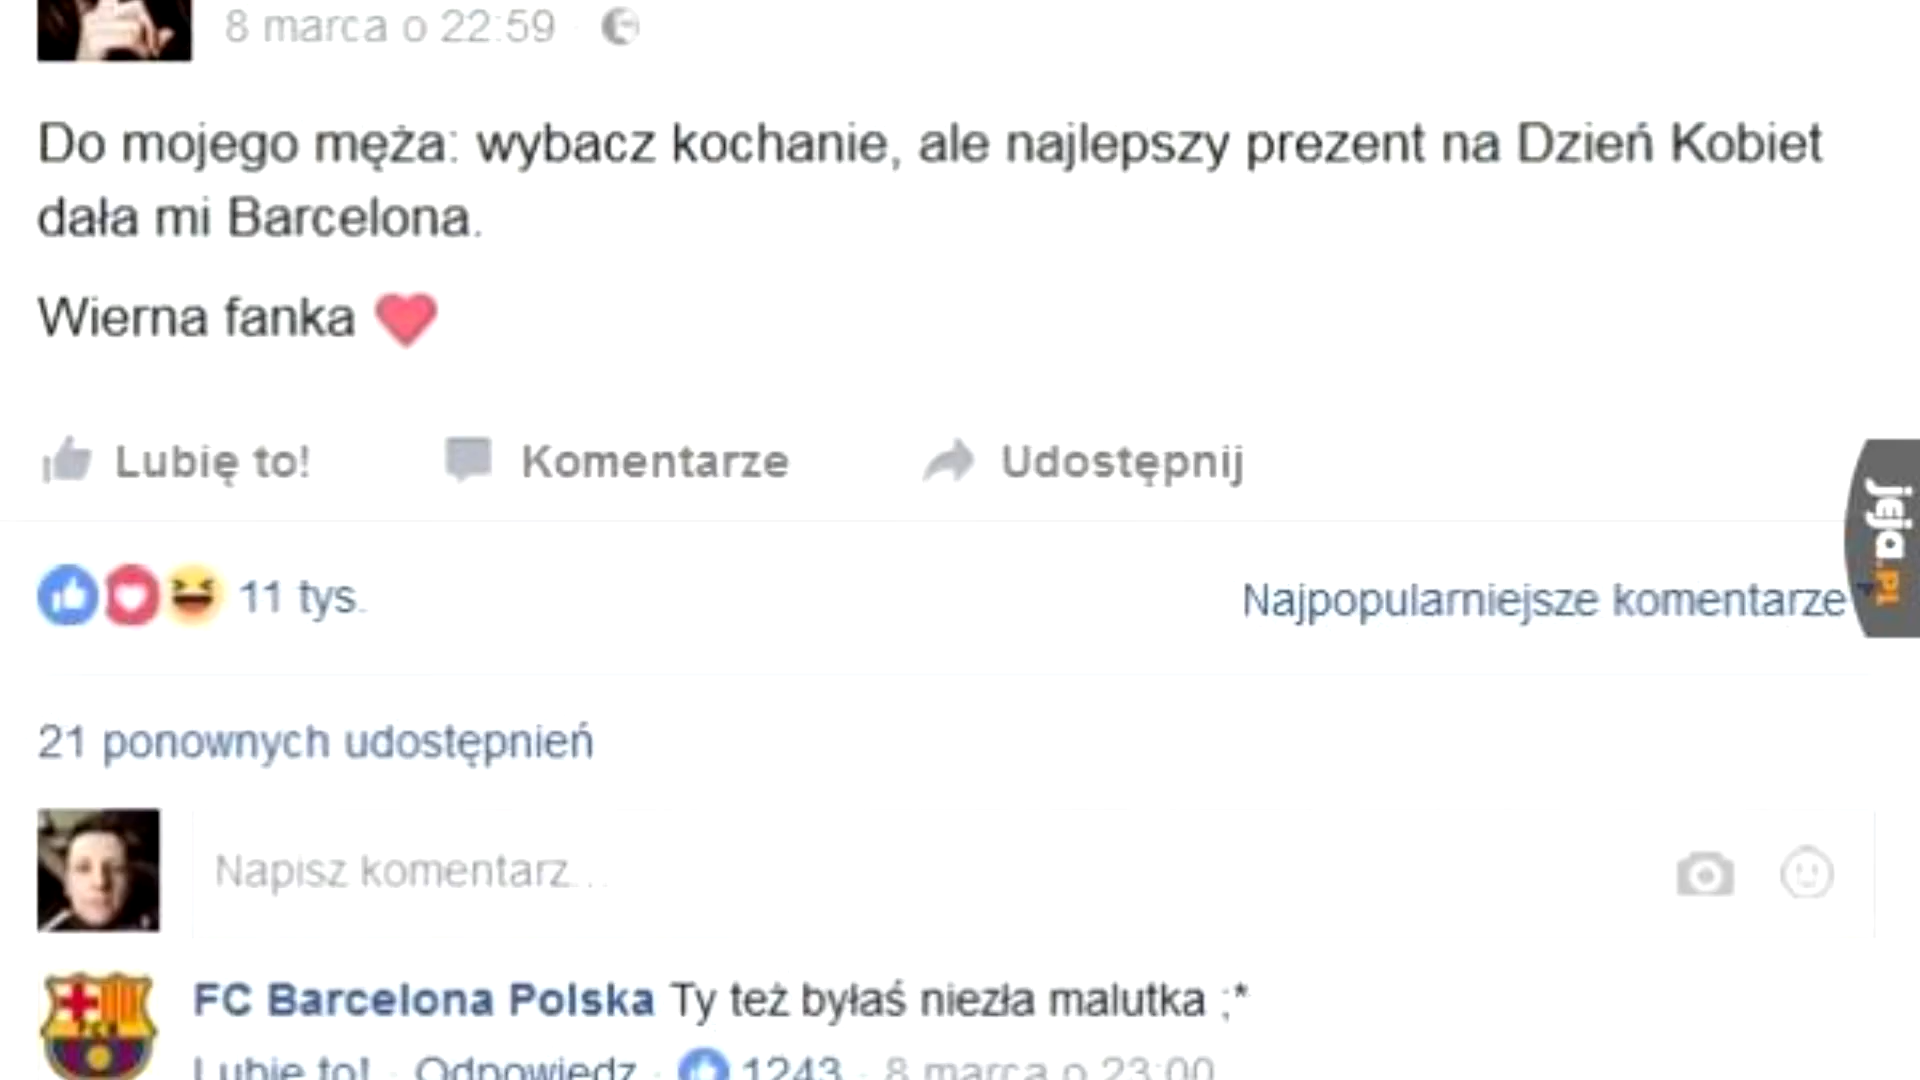 8 marca o 22:59
Do mojego męża: wybacz kochanie, ale najlepszy prezent na Dzień Kobiet
dała mi Barcelona.
Wierna fanka
Lubię to! Komentarze Udostępnij
11 tys. Najpopularniejsze komentarze
jeja.pl
21 ponownych udostępnień
Napisz komentarz...
FCB
FC Barcelona Polska Ty też byłaś niezła malutka ;*
Lubię to! · Odpowiedz · 1243 · 8 marca o 23:00